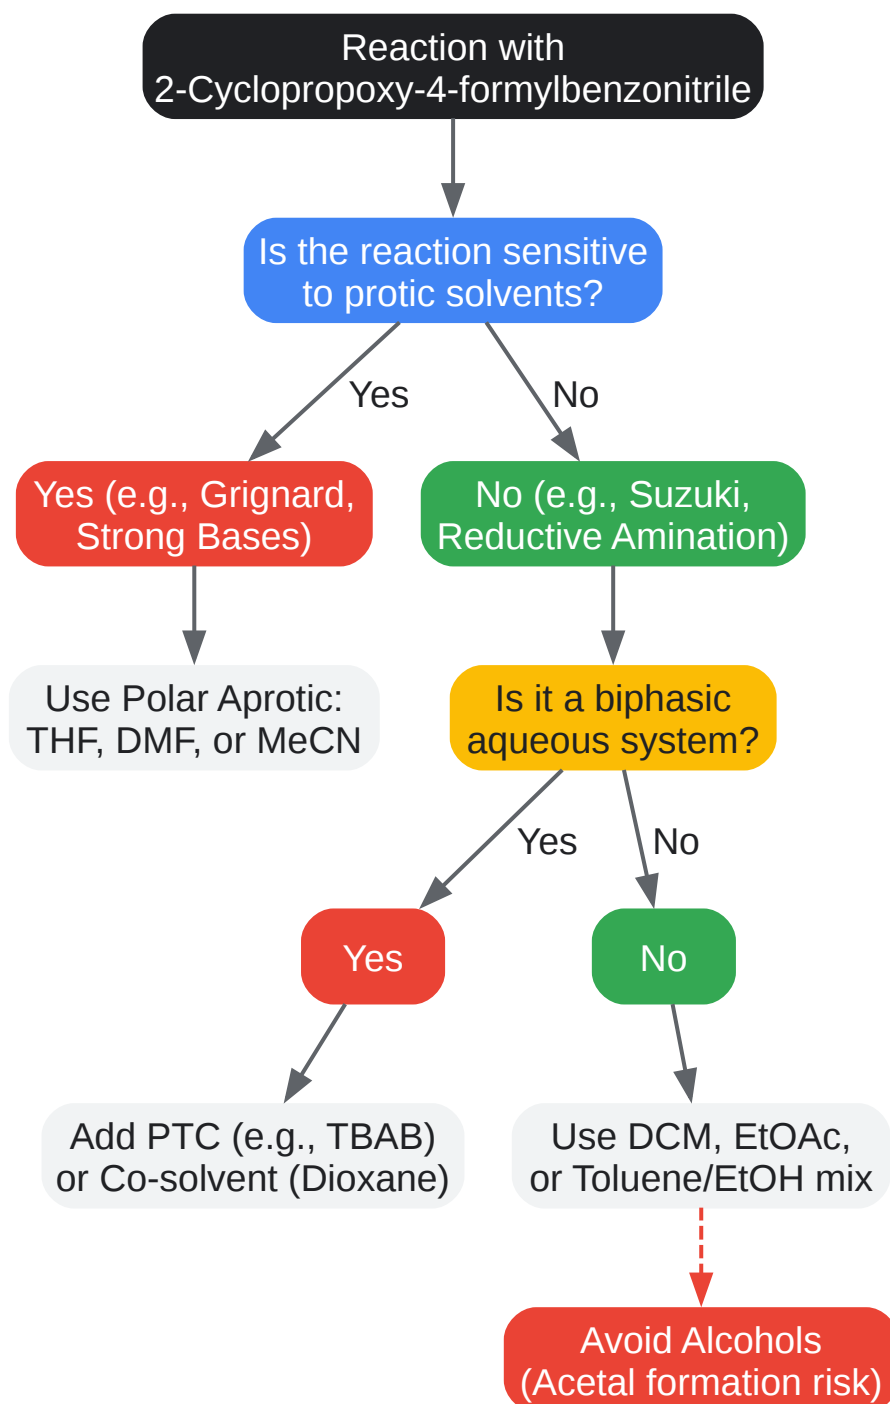 Reaction with
2-Cyclopropoxy-4-formylbenzonitrile
Is the reaction sensitive
to protic solvents?
Yes
No
Yes (e.g., Grignard,
Strong Bases)
No (e.g., Suzuki,
Reductive Amination)
Use Polar Aprotic:
THF, DMF, or MeCN
Is it a biphasic
aqueous system?
Yes
No
Yes
No
Add PTC (e.g., TBAB)
or Co-solvent (Dioxane)
Use DCM, EtOAc,
or Toluene/EtOH mix
Avoid Alcohols
(Acetal formation risk)